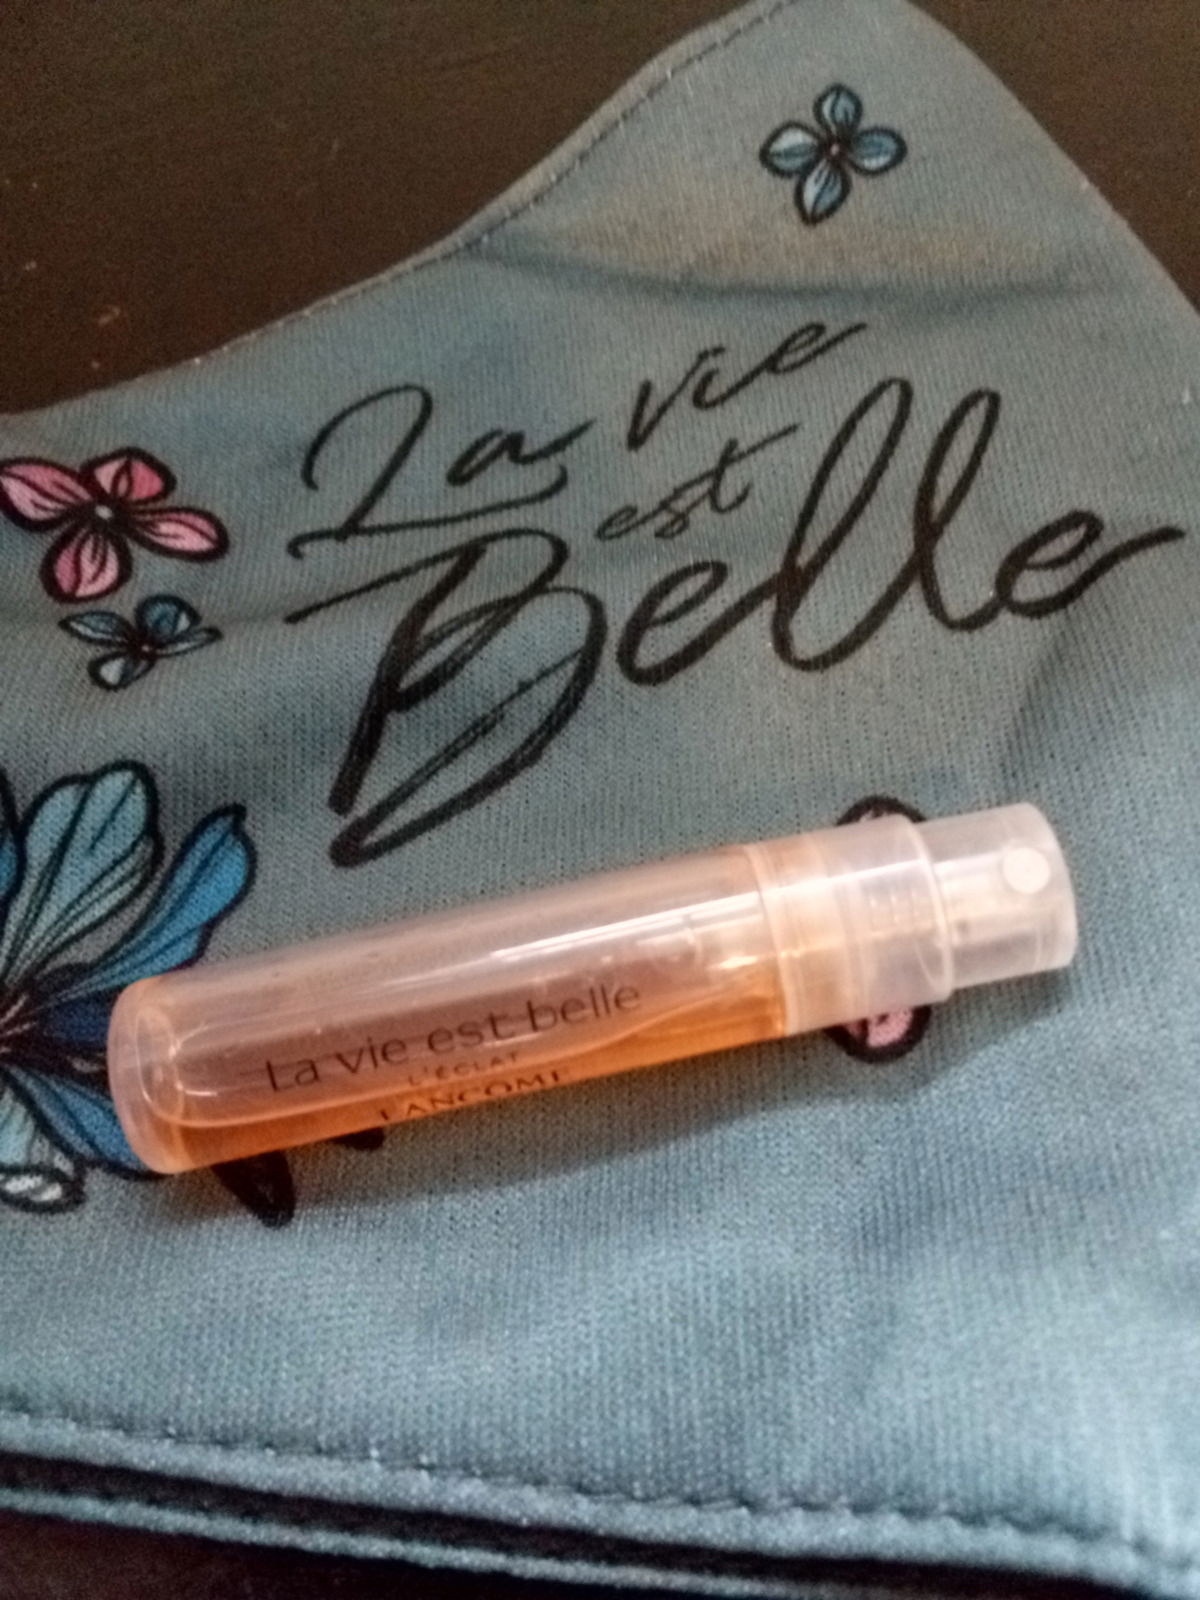 La vie
est
Belle
La vie est belle
L'ÉCLAT
LANCÔME